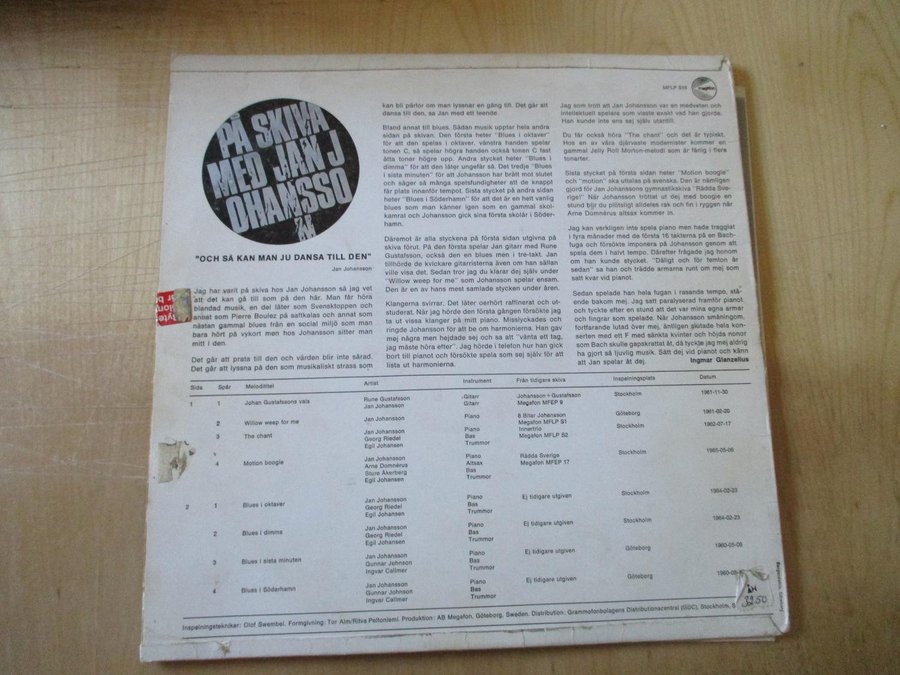 MFLP S19
PÅ SKIVA
MED JAN J
OHANSSO
N
"OCH SÅ KAN MAN JU DANSA TILL DEN"
Jan Johansson
Jag har varit på skiva hos Jan Johansson så jag vet
att det kan gå till som på den här. Man får höra
blandad musik, en del låter som Svensktoppen och
annat som Pierre Boulez på saftkalas och annat som
nästan gammal blues från en social miljö som man
bara hört på vykort men hos Johansson sitter man
mitt i den.
Det går att prata till den och värden blir inte sårad.
Det går att lyssna på den som musikaliskt strass som
kan bli pärlor om man lyssnar en gång till. Det går att
dansa till den, sa Jan med ett leende.
Bland annat till blues. Sådan musik upptar hela andra
sidan på skivan. Den första heter "Blues i oktaver"
för att den spelas i oktaver, vänstra handen spelar
tonen C, så spelar högra handen också tonen C fast
åtta toner högre upp. Andra stycket heter "Blues i
dimma" för att den låter ungefär så. Det tredje "Blues
i sista minuten" för att Johansson har brått mot slutet
och säger så många spetsfundigheter att de knappt
får plats innanför tempot. Sista stycket på andra sidan
heter "Blues i Söderhamn" för att det är en helt vanlig
blues som man känner igen som en gammal skol-
kamrat och Johansson gick sina första skolår i Söder-
hamn.
Däremot är alla styckena på första sidan utgivna på
skiva förut. På den första spelar Jan gitarr med Rune
Gustafsson, också den en blues men i tre-takt. Jan
tillhörde de kvickare gitarristerna även om han sällan
ville visa det. Sedan tror jag du klarar dej själv under
"Willow weep for me" som Johansson spelar ensam.
Den är en av hans mest samlade stycken under åren.
Klangerna svirrar. Det låter oerhört raffinerat och ut-
studerat. När jag hörde den första gången försökte jag
ta ut vissa klanger på mitt piano. Misslyckades och
ringde Johansson för att be om harmonierna. Han gav
mej några men hejdade sej och sa att "vänta ett tag,
jag måste höra efter". Jag hörde i telefon hur han gick
bort till pianot och försökte spela som sej själv för att
lista ut harmonierna.
Jag som trott att Jan Johansson var en medveten och
intellektuell spelare som visste exakt vad han gjorde.
Han kunde inte ens sej själv utantill.
Du får också höra "The chant" och det är typiskt.
Hos en av våra djärvaste modernister kommer en
gammal Jelly Roll Morton-melodi som är färtig i flera
tonarter.
Sista stycket på första sidan heter "Motion boogie"
och "motion" ska uttalas på svenska. Den är nämligen
gjord för Jan Johanssons gymnastikskiva "Rädda Sve-
rige!" När Johansson tröttat ut dej med boogie en
stund blir du plötsligt alldeles rak och fin i ryggen när
Arne Domnérus altsax kommer in.
Jag kan verkligen inte spela piano men hade traggat
i fyra månader med de första 16 takterna på en Bach-
fuga och försökte imponera på Johansson genom att
spela dem i halvt tempo. Därefter frågade jag honom
om han kunde stycket. "Dåligt och för femton år
sedan" sa han och trädde armarna runt om mej som
satt kvar vid pianot.
Sedan spelade han hela fugan i rasande tempo, stå-
ende bakom mej. Jag satt paralyserad framför pianot
och tyckte efter en stund att det var mina egna armar
och fingrar som spelade. När Johansson småningom,
fortfarande lutad över mej, äntligen slutade hela kon-
serten med ett F med sänkta kvinter och höjda nonor
som Bach skulle gapskrattat åt, då tyckte jag mej aldrig
ha gjort så ljuvlig musik. Sätt dej vid pianot och känn
att Jan spelar åt dej.
Ingmar Glanzelius
Sida Spår Melodititel Artist Instrument Från tidigare skiva Inspelningsplats Datum
1 1 Johan Gustafssons vals Rune Gustafsson Gitarr Johansson + Gustafsson Stockholm 1961-11-30
Jan Johansson Gitarr Megafon MFEP 9
2 Willow weep for me Jan Johansson Piano 8 Bitar Johansson Göteborg 1961-02-20
Megafon MFLP S1
3 The chant Jan Johansson Piano Innertrio Stockholm 1962-07-17
Georg Riedel Bas Megafon MFLP S2
Egil Johansen Trummor
4 Motion boogie Jan Johansson Piano Rädda Sverige Stockholm 1965-05-06
Arne Domnérus Altsax Megafon MFEP 17
Sture Åkerberg Bas
Egil Johansen Trummor
2 1 Blues i oktaver Jan Johansson Piano Ej tidigare utgiven Stockholm 1964-02-23
Georg Riedel Bas
Egil Johansen Trummor
2 Blues i dimma Jan Johansson Piano Ej tidigare utgiven Stockholm 1964-02-23
Georg Riedel Bas
Egil Johansen Trummor
3 Blues i sista minuten Jan Johansson Piano Ej tidigare utgiven Göteborg 1960-05-08
Gunnar Johnson Bas
Ingvar Callmer Trummor
4 Blues i Söderhamn Jan Johansson Piano Ej tidigare utgiven Göteborg
Gunnar Johnson Bas
Ingvar Callmer Trummor
Inspelningstekniker: Olof Swembel. Formgivning: Tor Alm/Ritva Peltoniemi. Produktion: AB Megafon, Göteborg, Sweden. Distribution: Grammofonbolagens Distributionscentral (GDC), Stockholm, S
3250